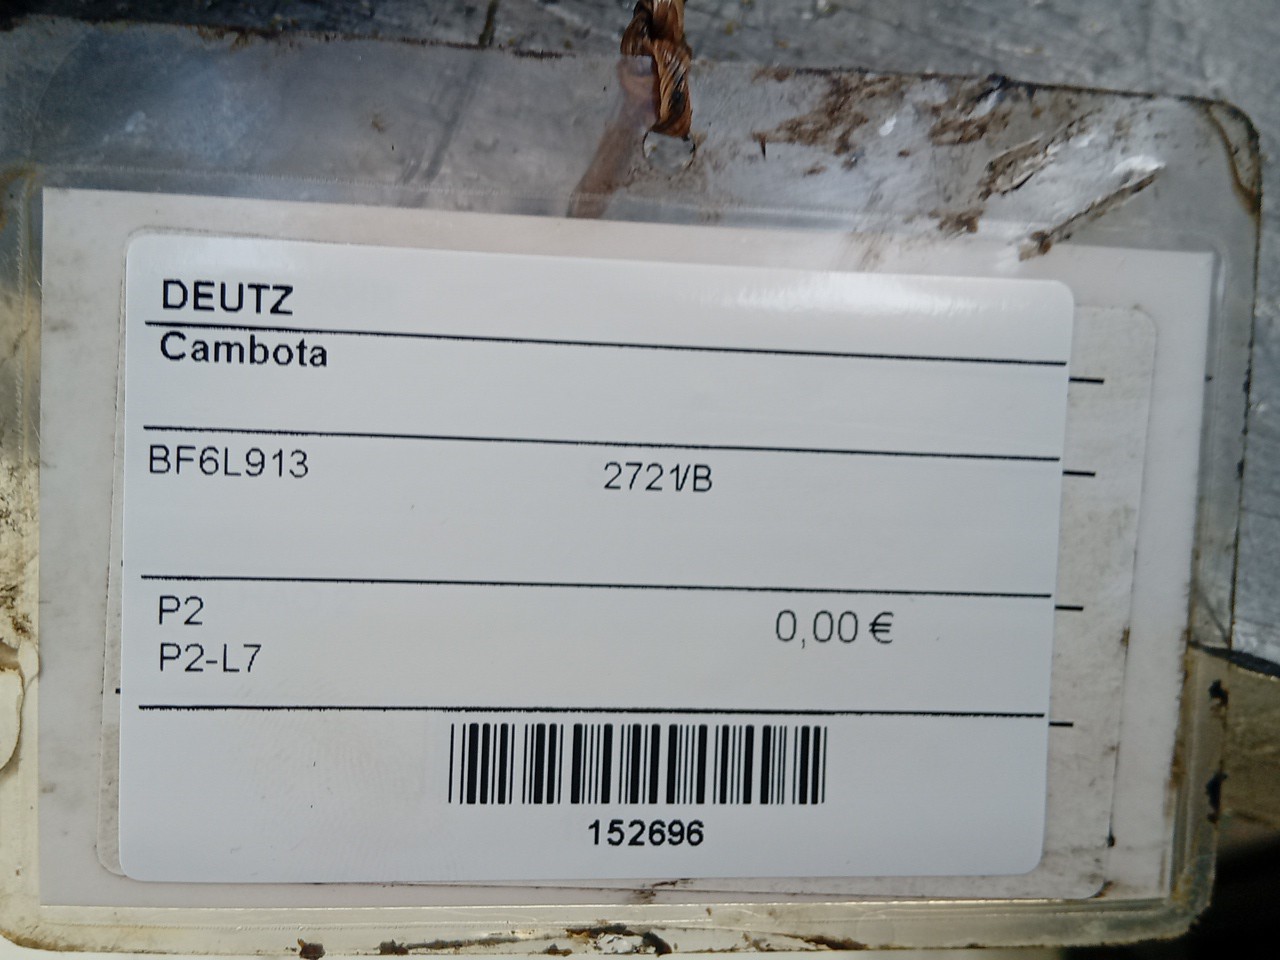 DEUTZ
Cambota
BF6L913 2721/B
P2 0,00 €
P2-L7
152696